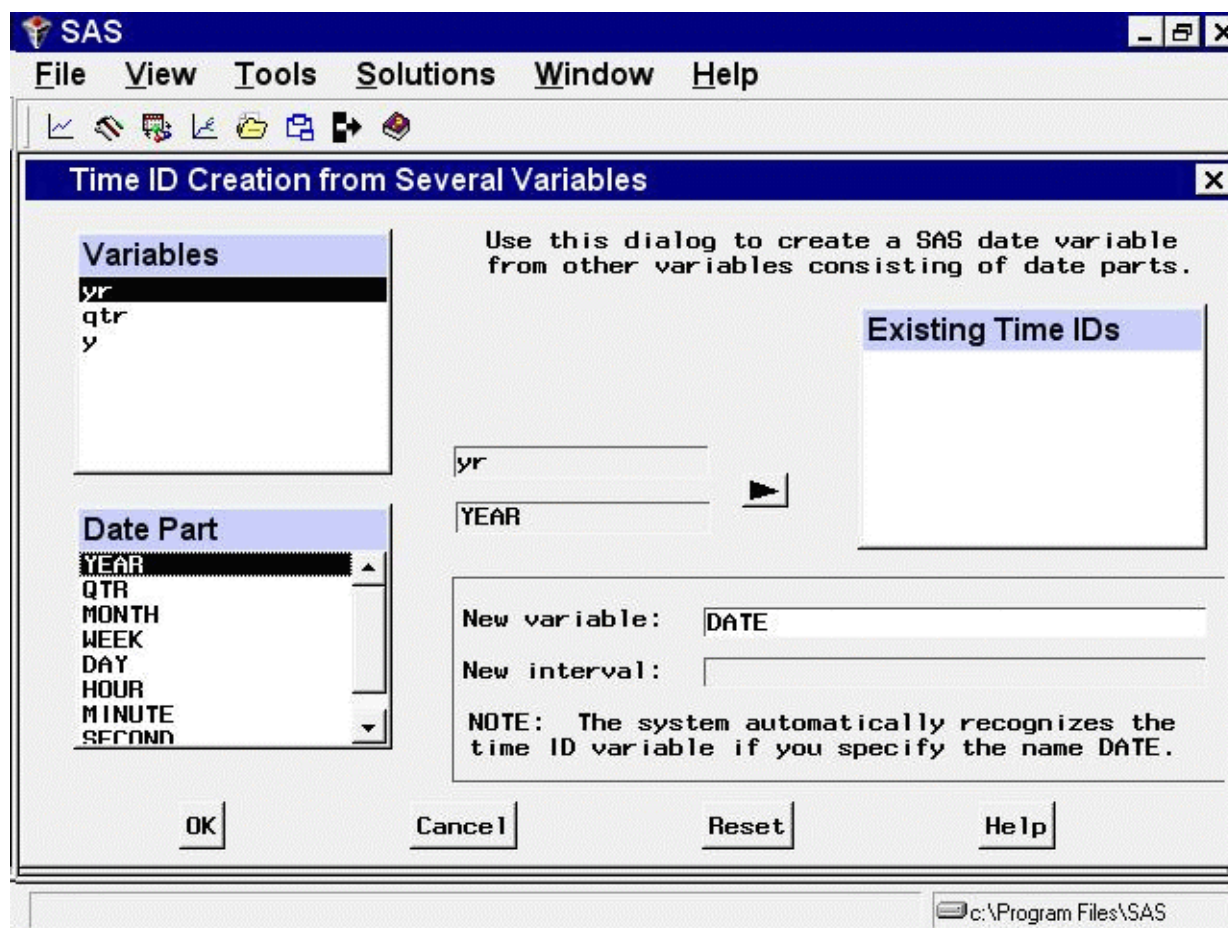 SAS
File View Tools Solutions Window Help
Time ID Creation from Several Variables
Variables
yr
qtr
y
Use this dialog to create a SAS date variable
from other variables consisting of date parts.
Existing Time IDs
yr
YEAR
Date Part
YEAR
QTR
MONTH
WEEK
DAY
HOUR
MINUTE
SECOND
New variable: DATE
New interval:
NOTE: The system automatically recognizes the
time ID variable if you specify the name DATE.
OK Cancel Reset Help
c:\Program Files\SAS